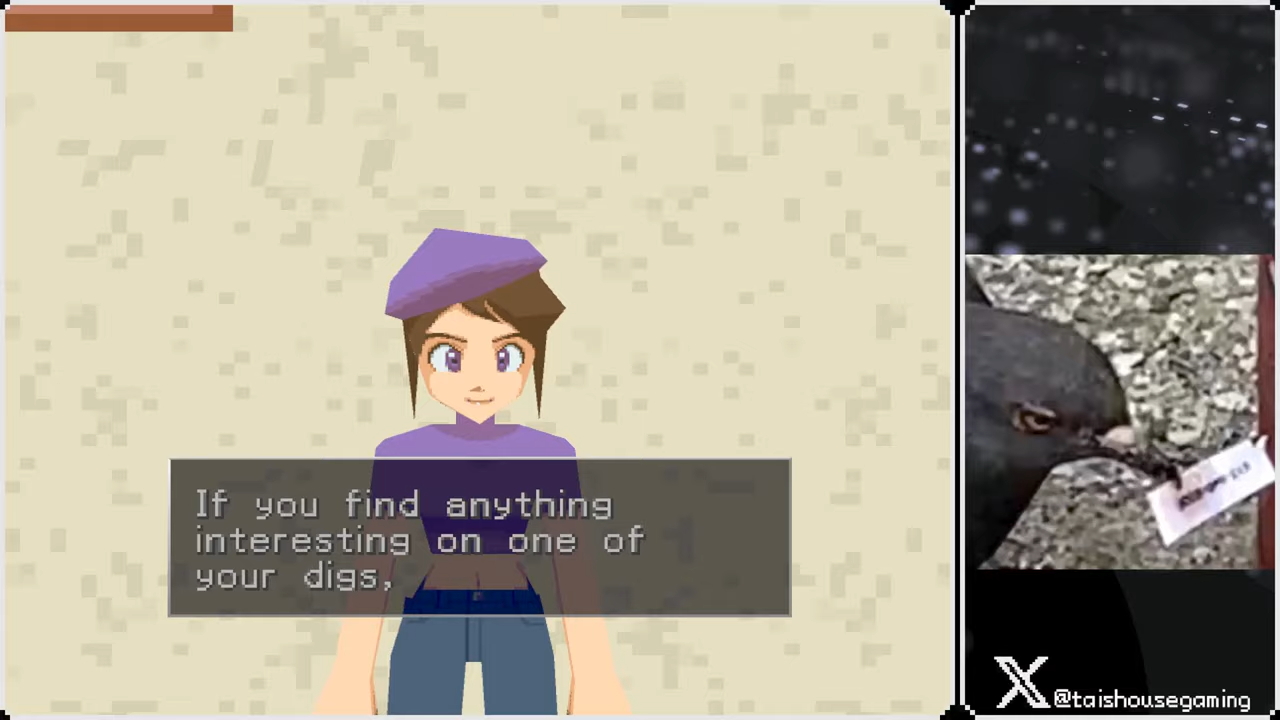 If you find anything
interesting on one of
your digs,
@taishousegaming